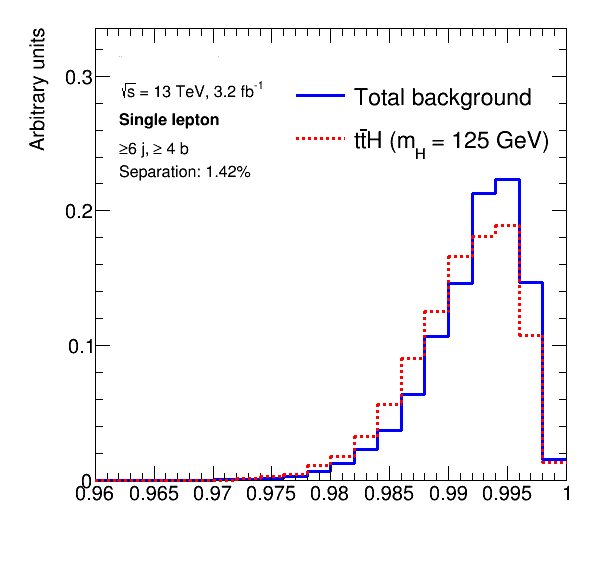 Arbitrary units
√s = 13 TeV, 3.2 fb⁻¹
Single lepton
≥6 j, ≥ 4 b
Separation: 1.42%
Total background
tt̄H (m_H = 125 GeV)
0.3
0.2
0.1
0
0.96 0.965 0.97 0.975 0.98 0.985 0.99 0.995 1